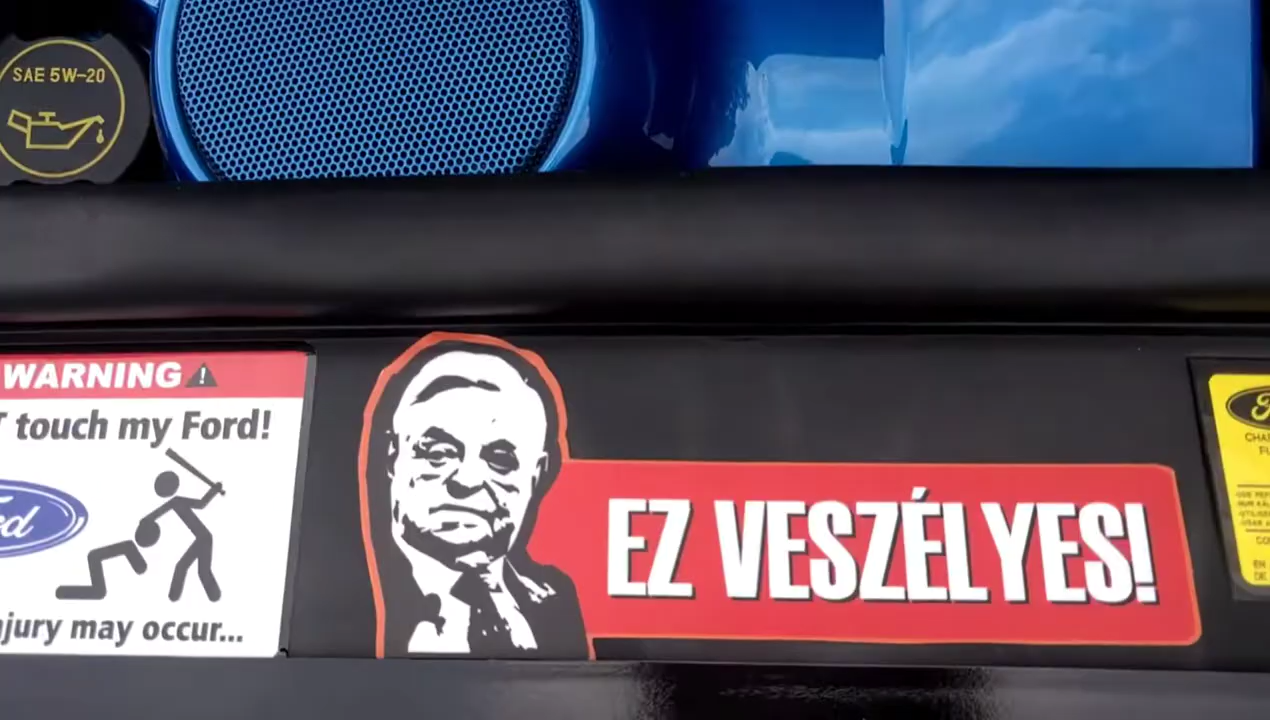 SAE 5W-20
WARNING
touch my Ford!
jury may occur...
EZ VESZÉLYES!